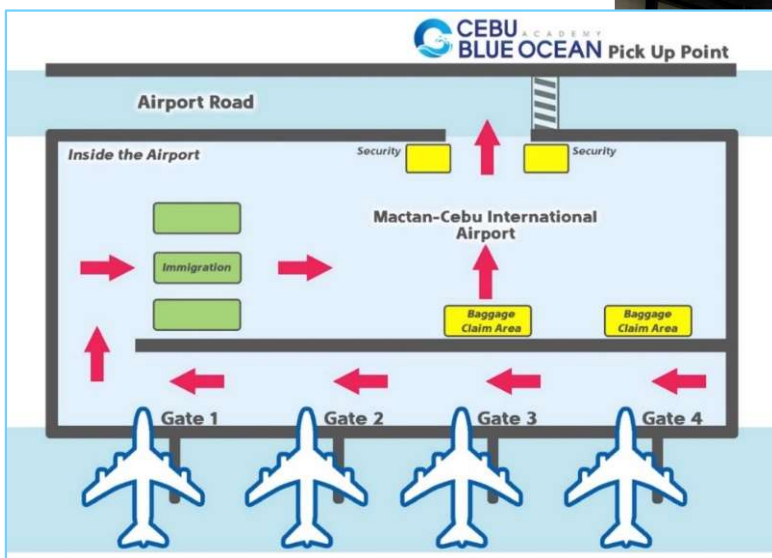 CEBU ACADEMY
BLUE OCEAN Pick Up Point
Airport Road
Inside the Airport
Security
Security
Mactan-Cebu International
Airport
Immigration
Baggage
Claim Area
Baggage
Claim Area
Gate 1
Gate 2
Gate 3
Gate 4